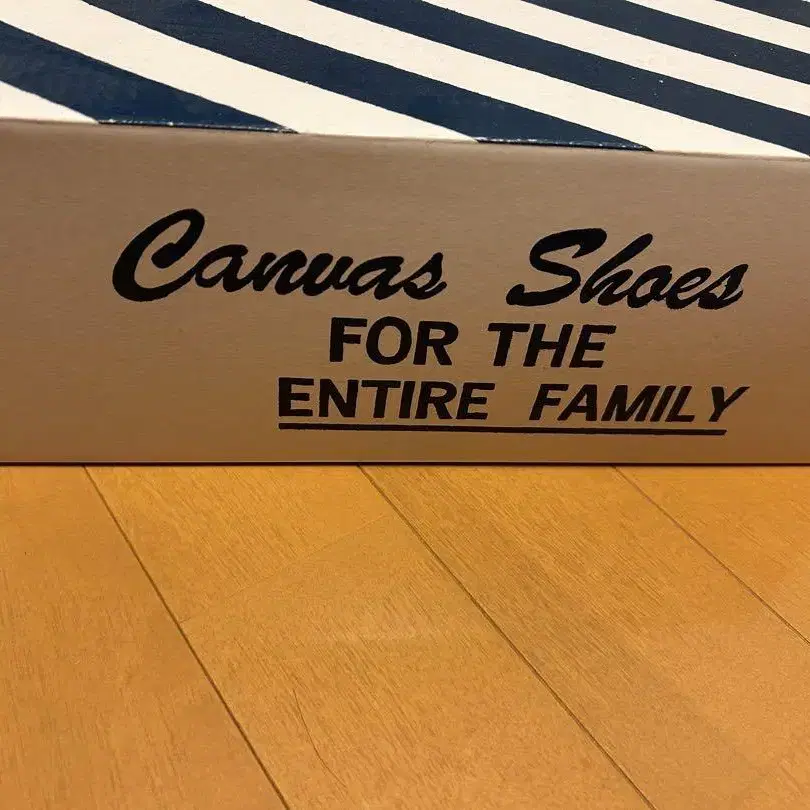 Canvas Shoes
FOR THE
ENTIRE FAMILY